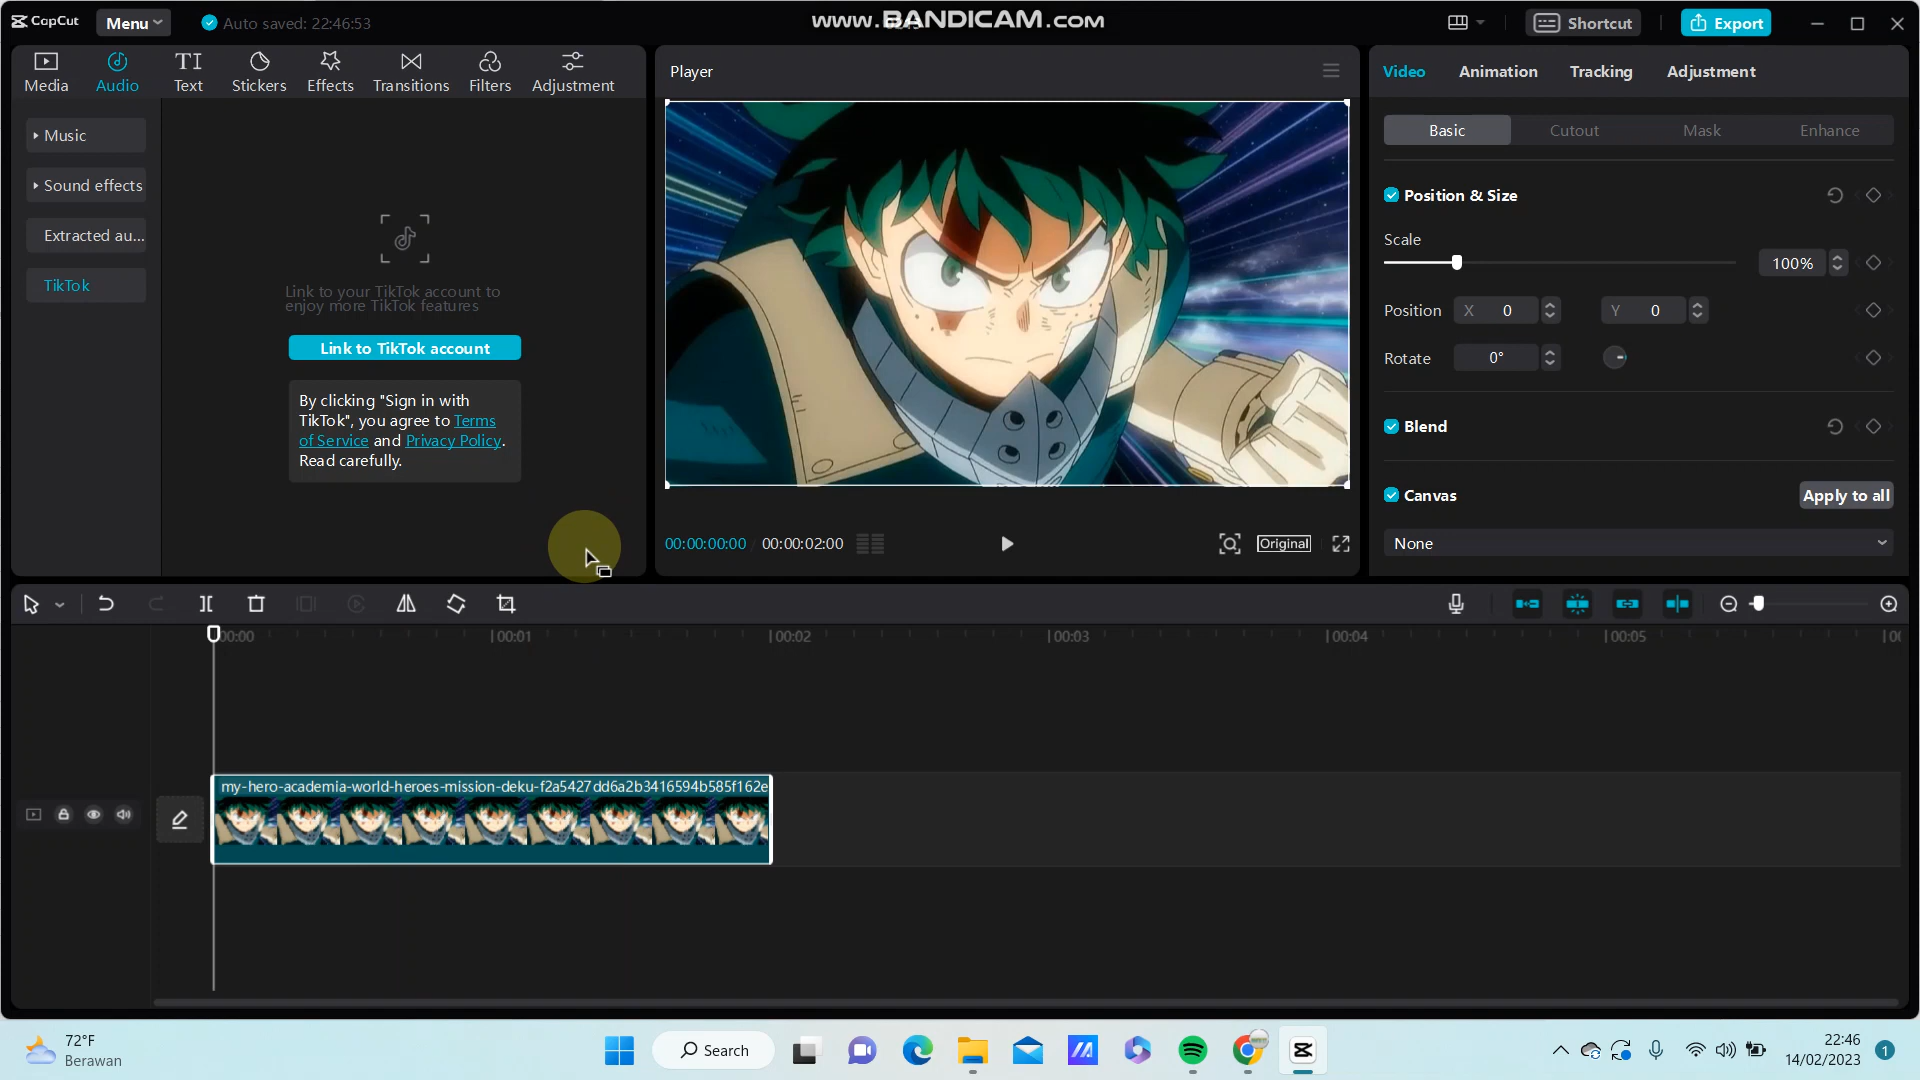 CapCut
Menu
Auto saved: 22:46:53
www.BANDICAM.com
Shortcut
Export
Media
Audio
Text
Stickers
Effects
Transitions
Filters
Adjustment
Music
Sound effects
Extracted au...
TikTok
Link to your TikTok account to
enjoy more TikTok features
Link to TikTok account
By clicking "Sign in with
TikTok", you agree to Terms
of Service and Privacy Policy.
Read carefully.
Player
00:00:00:00
00:00:02:00
Original
Video
Animation
Tracking
Adjustment
Basic
Cutout
Mask
Enhance
Position & Size
Scale
100%
Position X 0 Y 0
Rotate 0°
Blend
Canvas
Apply to all
None
00:00 00:01 00:02 00:03 00:04 00:05
my-hero-academia-world-heroes-mission-deku-f2a5427dd6a2b3416594b585f162e
72°F
Berawan
Search
22:46
14/02/2023
1